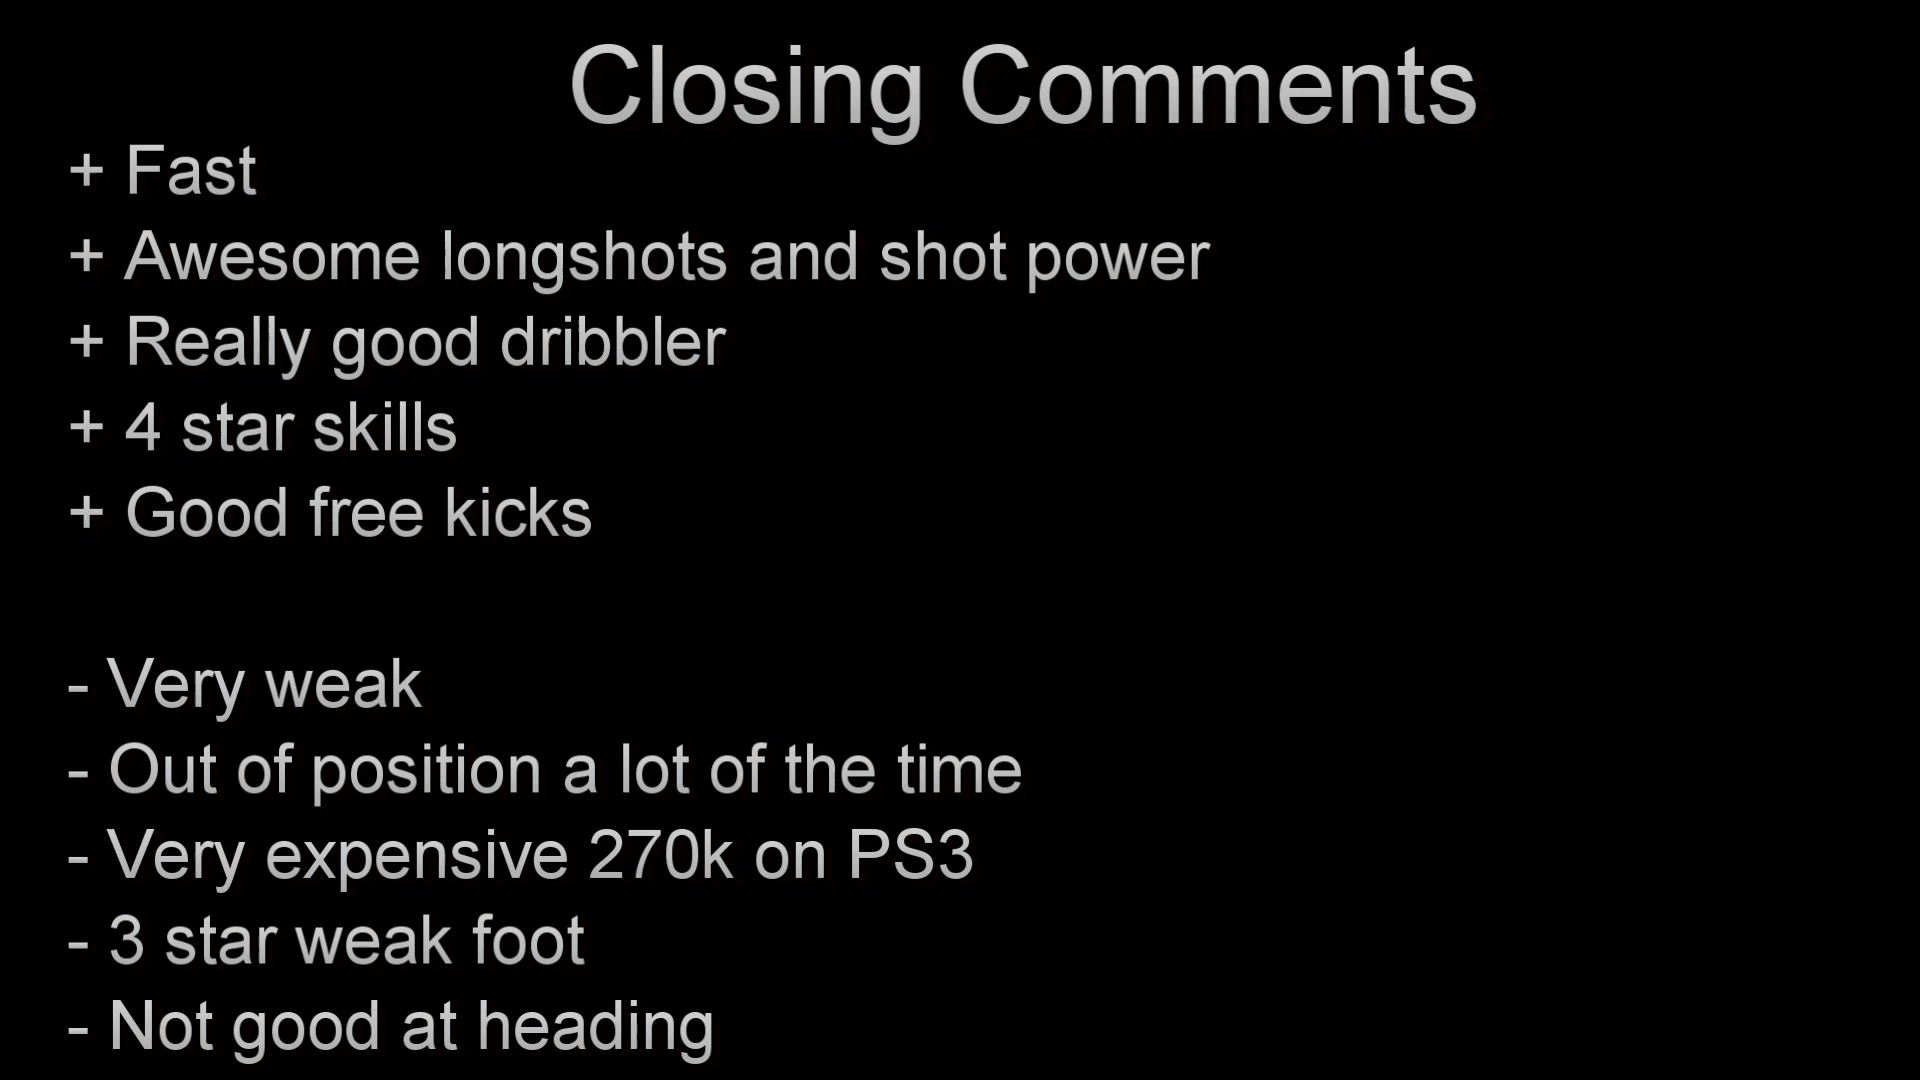 Closing Comments
+ Fast
+ Awesome longshots and shot power
+ Really good dribbler
+ 4 star skills
+ Good free kicks
- Very weak
- Out of position a lot of the time
- Very expensive 270k on PS3
- 3 star weak foot
- Not good at heading